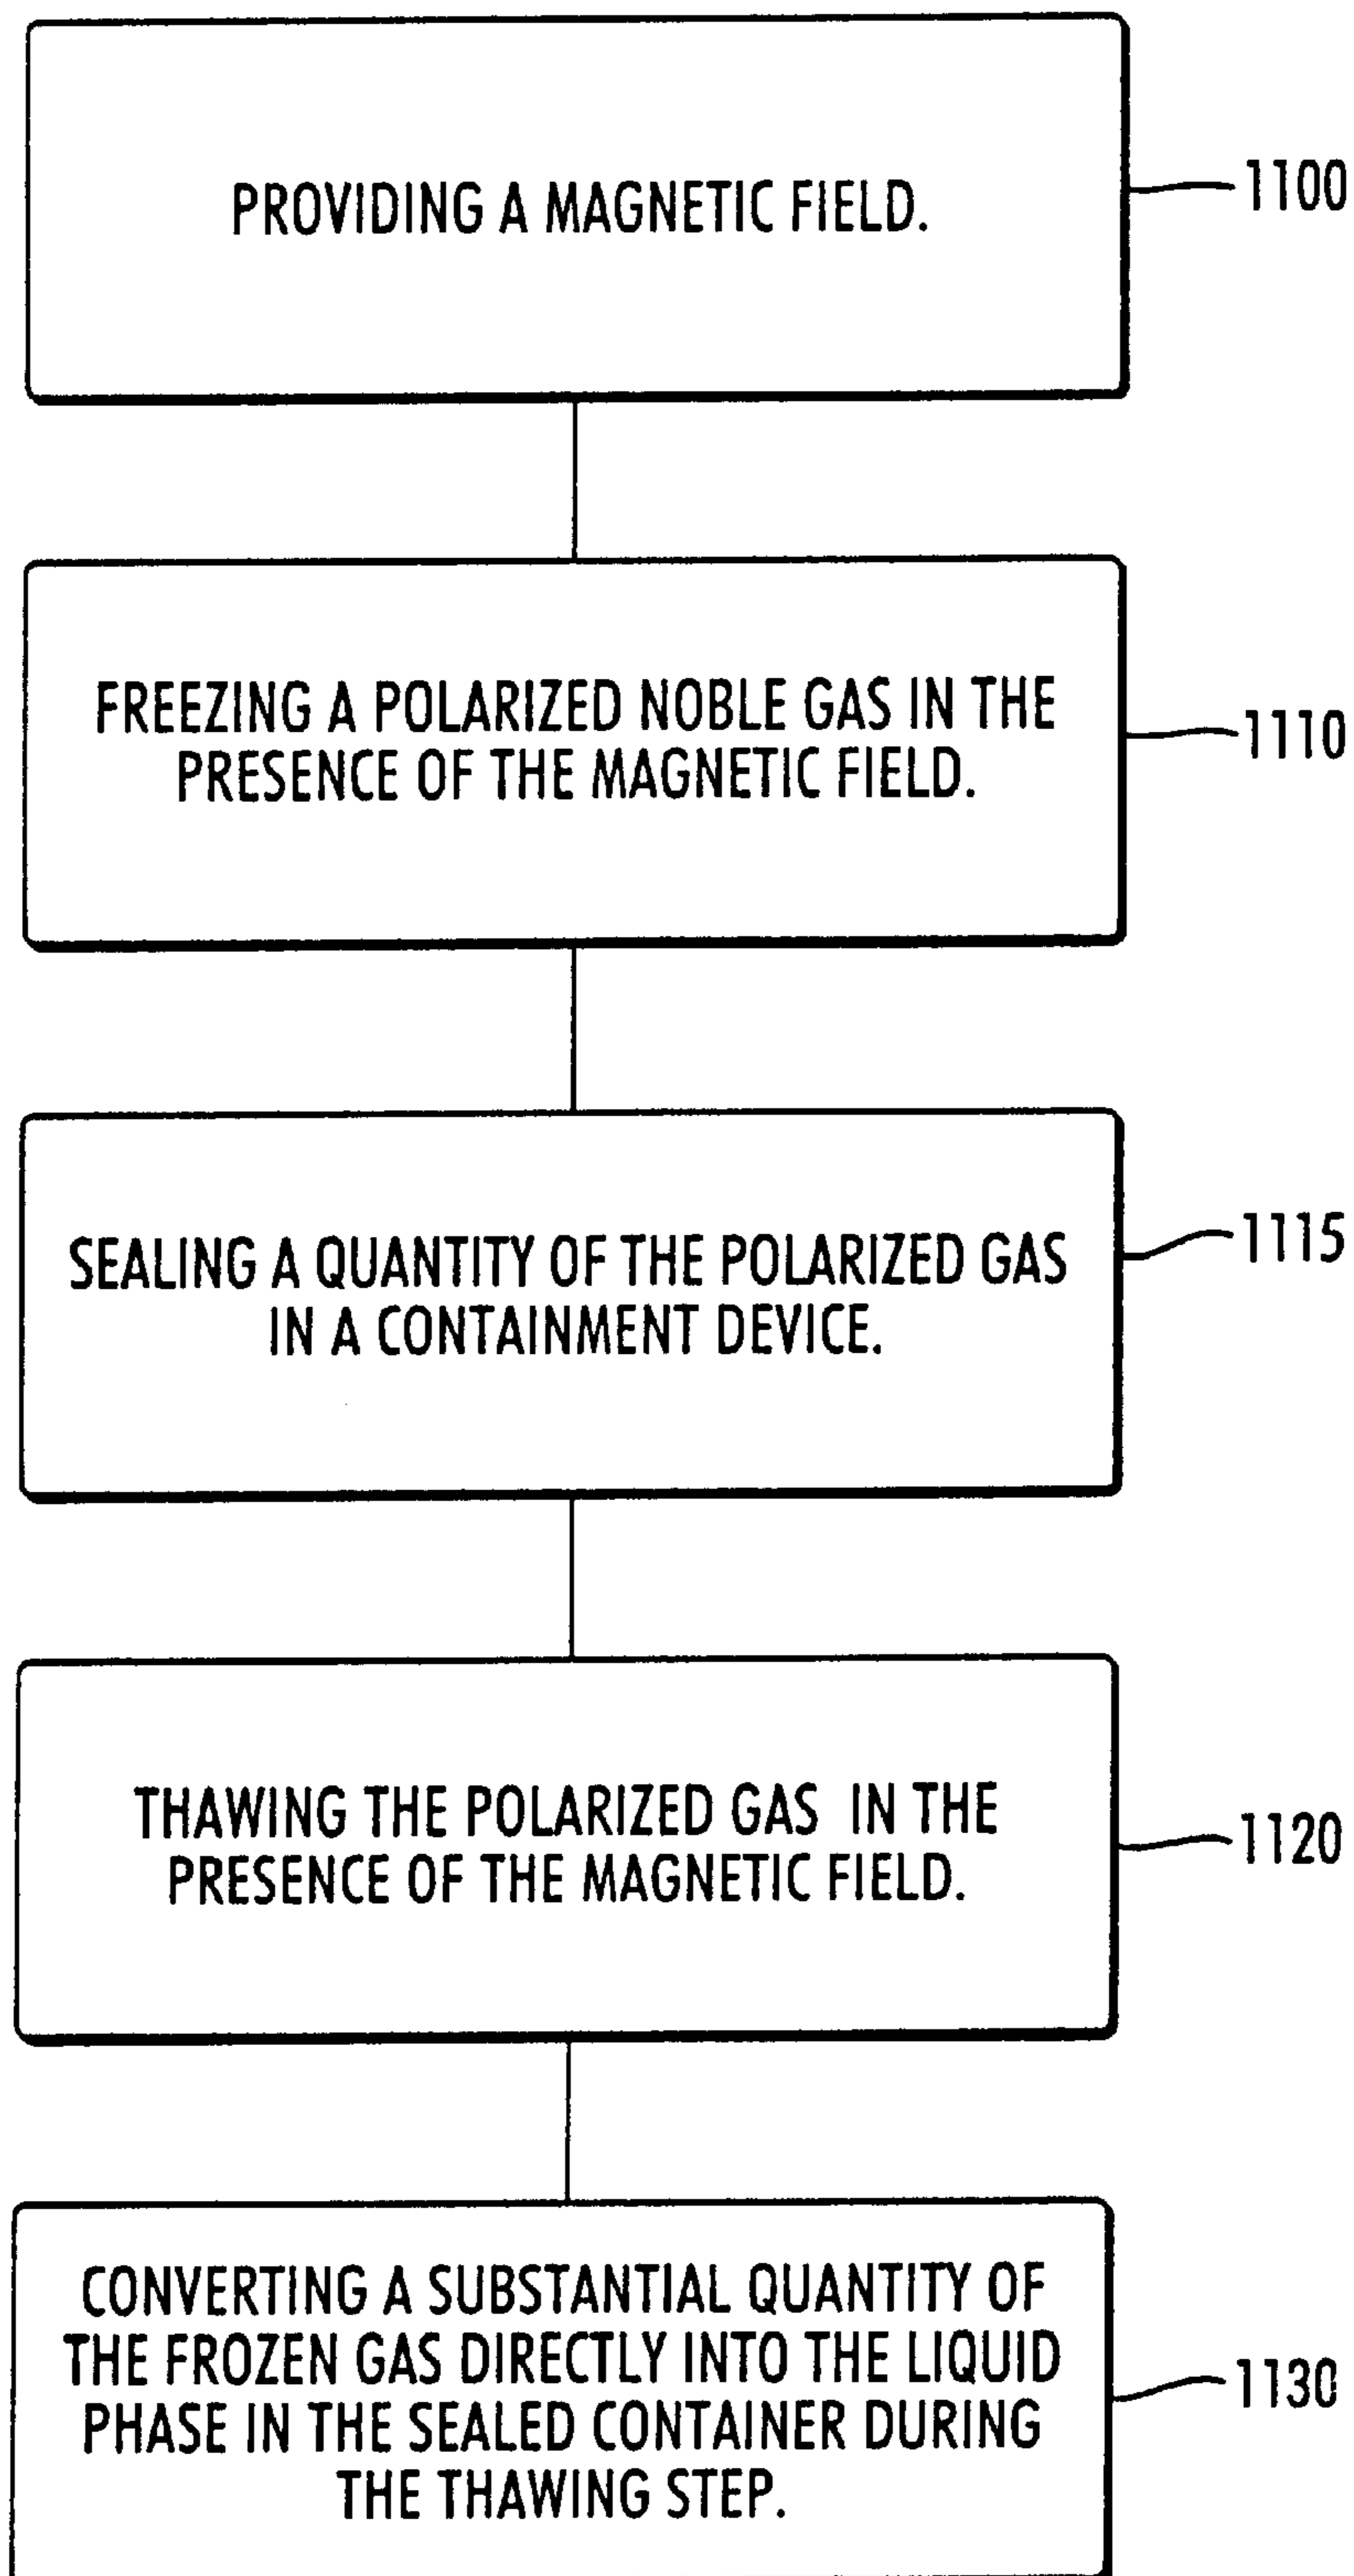 PROVIDING A MAGNETIC FIELD.
1100
FREEZING A POLARIZED NOBLE GAS IN THE
PRESENCE OF THE MAGNETIC FIELD.
1110
SEALING A QUANTITY OF THE POLARIZED GAS
IN A CONTAINMENT DEVICE.
1115
THAWING THE POLARIZED GAS IN THE
PRESENCE OF THE MAGNETIC FIELD.
1120
CONVERTING A SUBSTANTIAL QUANTITY OF
THE FROZEN GAS DIRECTLY INTO THE LIQUID
PHASE IN THE SEALED CONTAINER DURING
THE THAWING STEP.
1130